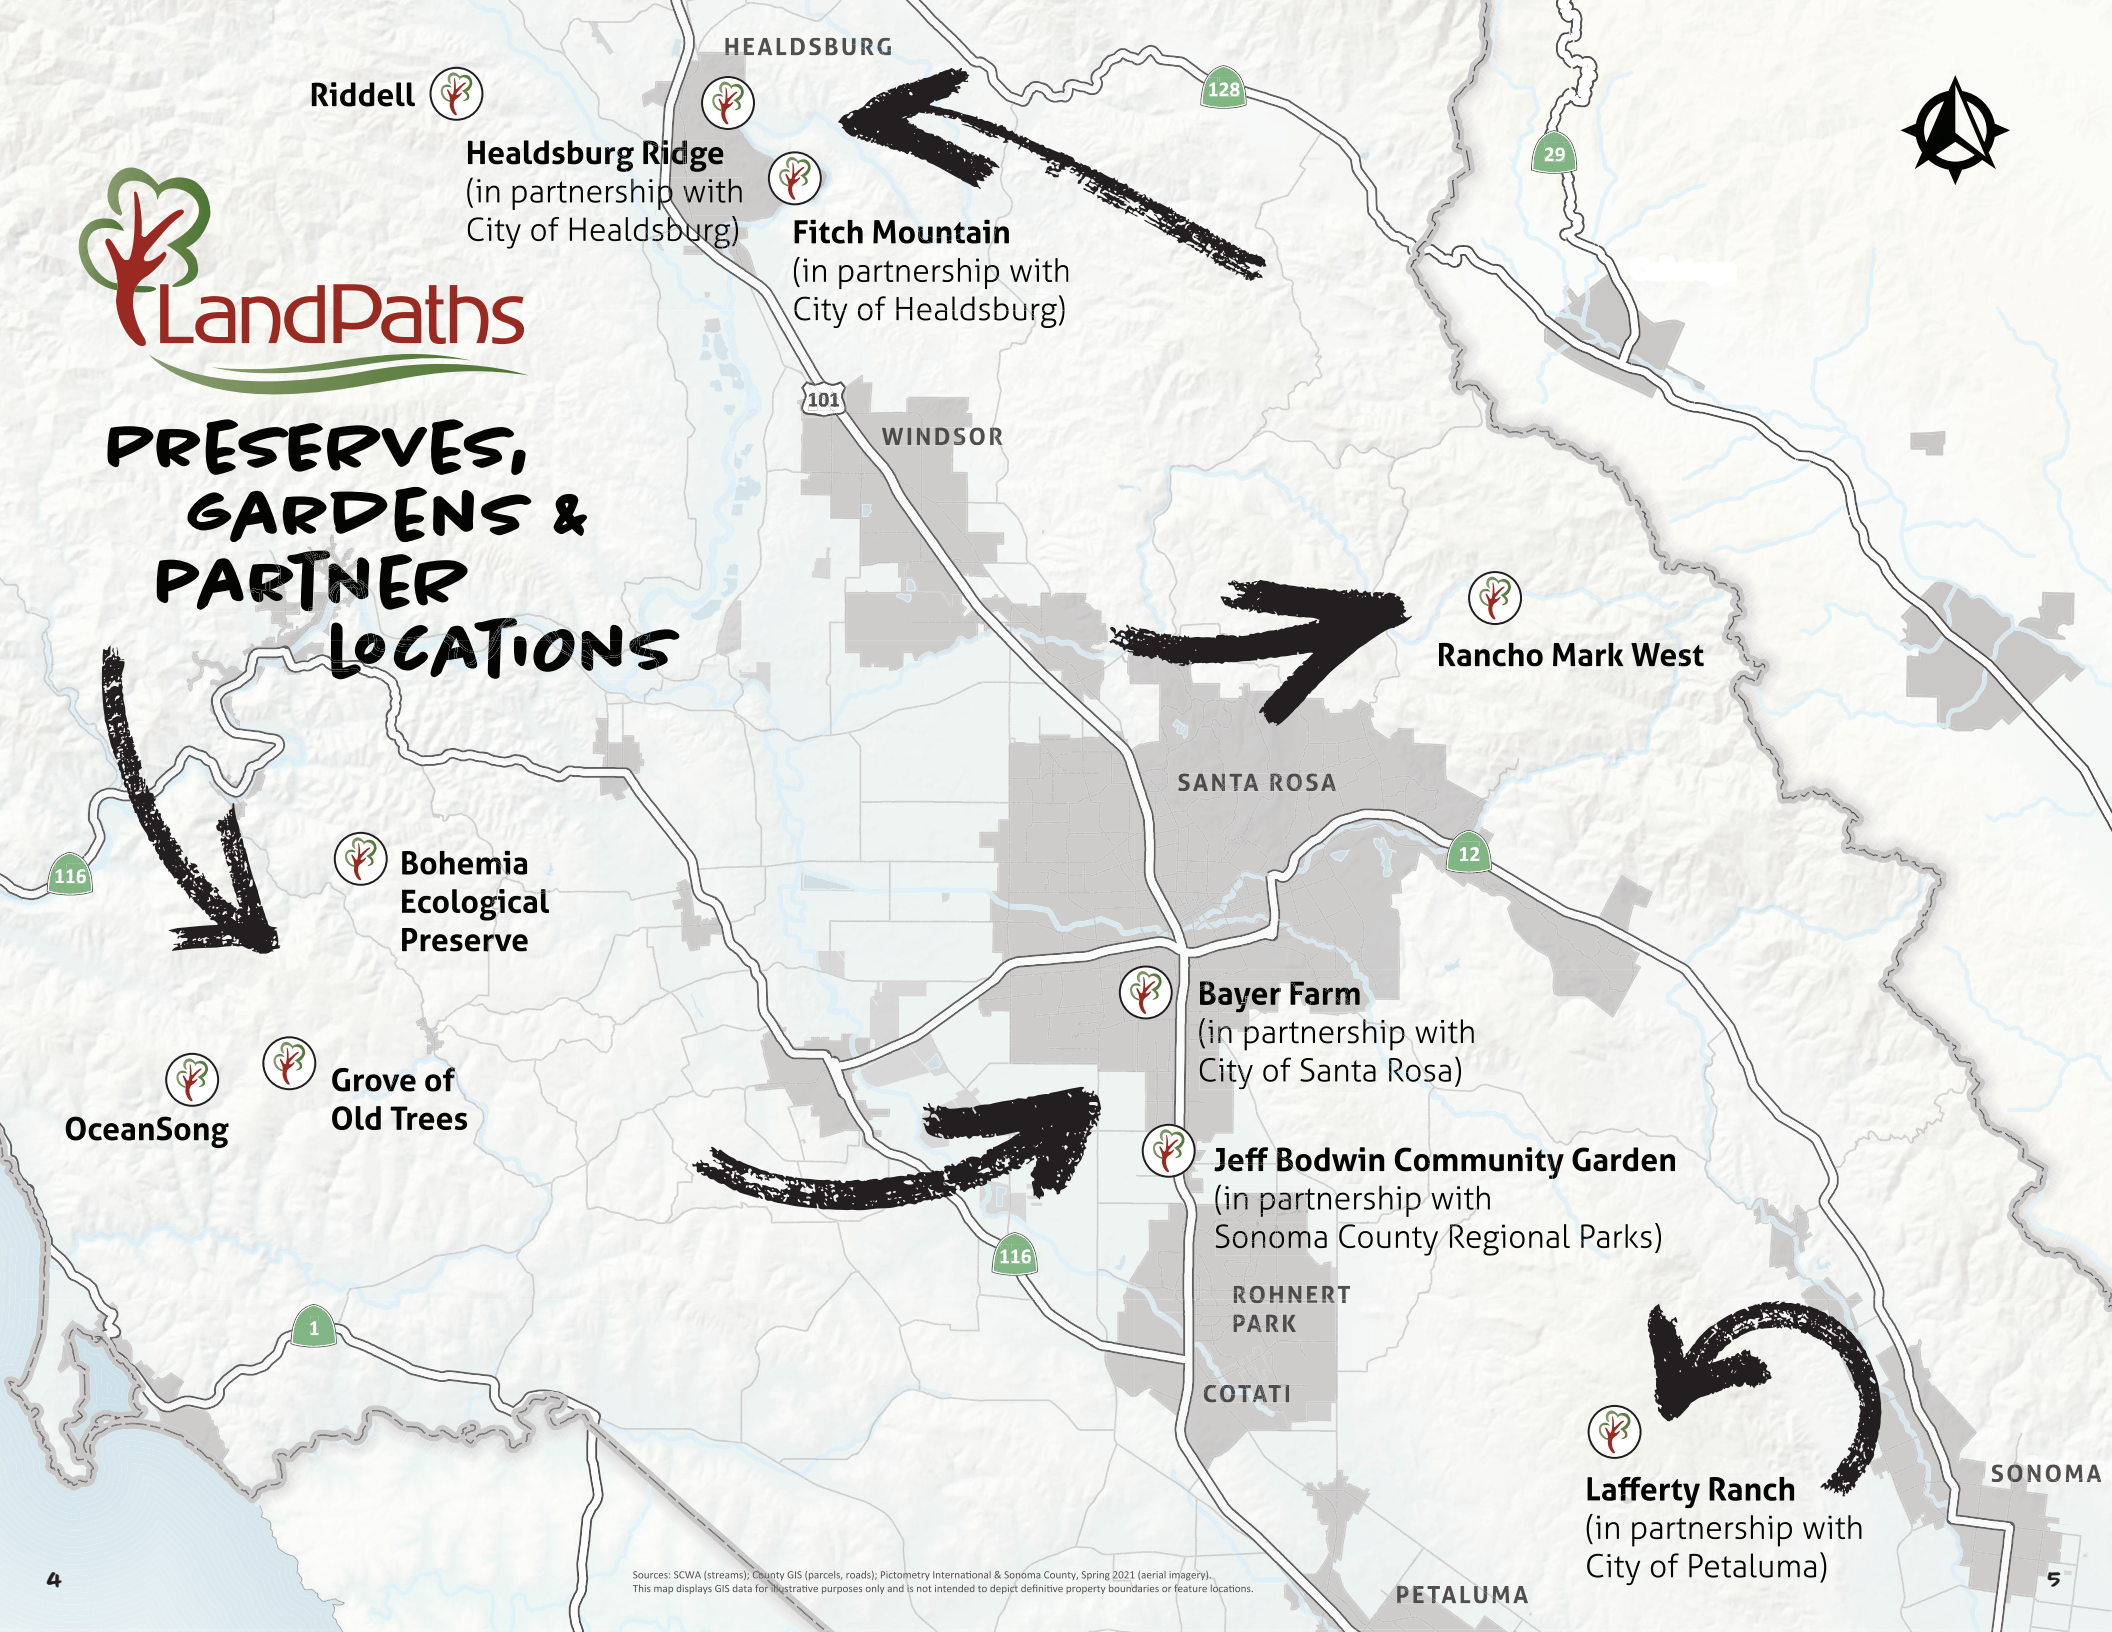 HEALDSBURG
Riddell
128
29
Healdsburg Ridge
(in partnership with
City of Healdsburg)
Fitch Mountain
(in partnership with
City of Healdsburg)
LandPaths
PRESERVES,
GARDENS &
PARTNER
LOCATIONS
101
WINDSOR
Rancho Mark West
SANTA ROSA
12
116
Bohemia
Ecological
Preserve
Bayer Farm
(in partnership with
City of Santa Rosa)
Grove of
Old Trees
OceanSong
Jeff Bodwin Community Garden
(in partnership with
Sonoma County Regional Parks)
116
ROHNERT
PARK
1
COTATI
SONOMA
Lafferty Ranch
(in partnership with
City of Petaluma)
PETALUMA
Sources: SCWA (streams); County GIS (parcels, roads); Pictometry International & Sonoma County, Spring 2021 (aerial imagery).
This map displays GIS data for illustrative purposes only and is not intended to depict definitive property boundaries or feature locations.
4
5